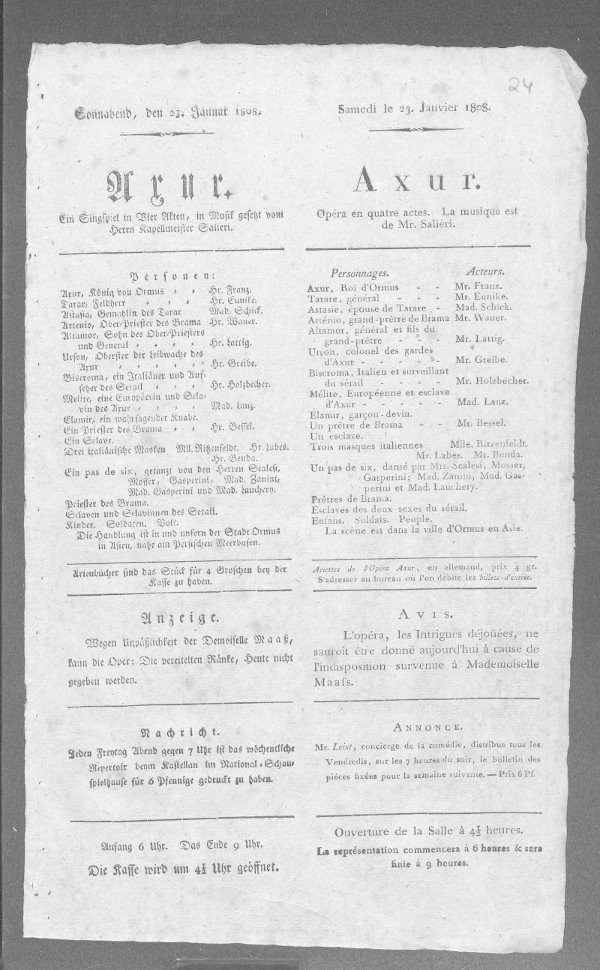 24
Sonnabend, den 23. Januar 1808.
Axur.
Ein Singspiel in Vier Akten, in Musik gesetzt vom
Herrn Kapellmeister Salieri.
Personen:
Axur, König von Ormus , , Hr. Franz.
Tarar, Feldherr , , , Hr. Eunike.
Astasia, Gemahlin des Tarar Mad. Schick.
Artenio, Ober-Priester des Brama Hr. Wauer.
Altamor, Sohn des Ober-Priesters
und General , , , Hr. Lattig.
Urson, Oberster der Leibwache des
Axur , , , , Hr. Greibe.
Biscroma, ein Italiäner und Auf-
seher des Serail , , Hr. Holzbecher.
Melite, eine Europäerin und Scla-
vin des Axur , , , Mad. Lanz.
Elamir, ein wahrsagender Knabe.
Ein Priester des Brama , , Hr. Bessel.
Ein Sclave.
Drei italiänische Masken Mll. Ritzenfeldt. Hr. Labes.
Hr. Benda.
Ein pas de six, getanzt von den Herren Scalesi,
Mosser, Gasperini, Mad. Zanini,
Mad. Gasperini und Mad. Lauchery.
Priester des Brama.
Sclaven und Sclavinnen des Serail.
Kinder. Soldaten. Volk.
Die Handlung ist in und unfern der Stadt Ormus
in Asien, nahe am Persischen Meerbusen.
Arienbücher sind das Stück für 4 Groschen bey der
Kasse zu haben.
Anzeige.
Wegen Unpäßlichkeit der Demoiselle Maaß,
kann die Oper: Die vereitelten Ränke, Heute nicht
gegeben werden.
Nachricht.
Jeden Freytag Abend gegen 7 Uhr ist das wöchentliche
Repertoir beym Kastellan im National-Schau-
spielhause für 6 Pfennige gedruckt zu haben.
Anfang 6 Uhr. Das Ende 9 Uhr.
Die Kasse wird um 4½ Uhr geöffnet.
Samedi le 23. Janvier 1808.
Axur.
Opéra en quatre actes. La musique est
de Mr. Saliéri.
Personnages. Acteurs.
Axur, Roi d'Ormus - - Mr. Franz.
Tarare, général - - - Mr. Eunike.
Astasie, épouse de Tarare - Mad. Schick.
Arténio, grand-prêtre de Brama Mr. Wauer.
Altamor, général et fils du
grand-prêtre - - - Mr. Lattig.
Urson, colonel des gardes
d'Axur - - - - - Mr. Greibe.
Biscroma, Italien et surveillant
du sérail - - - - Mr. Holzbecher.
Mélite, Européenne et esclave
d'Axur - - - - - Mad. Lanz.
Elamir, garçon-devin.
Un prêtre de Brama - - Mr. Bessel.
Un esclave.
Trois masques italiennes Mlle. Ritzenfeldt.
Mr. Labes. Mr. Benda.
Un pas de six, dansé par Mrs. Scalesi, Mosser,
Gasperini; Mad. Zanini, Mad. Gas-
perini et Mad. Lauchery.
Prêtres de Brama.
Esclaves des deux sexes du sérail.
Enfans. Soldats. Peuple.
La scène est dans la ville d'Ormus en Asie.
Ariettes de l'Opéra Axur, en allemand, prix 4 gr.
S'adresser au bureau où l'on débite les billets d'entrée.
Avis.
L'opéra, les Intrigues déjouées, ne
sauroit être donné aujourd'hui à cause de
l'indisposition survenue à Mademoiselle
Maaſs.
Annonce.
Mr. Leist, concierge de la comédie, distribue tous les
Vendredis, sur les 7 heures du soir, le bulletin des
pièces fixées pour la semaine suivante. — Prix 6 Pf.
Ouverture de la Salle à 4½ heures.
La représentation commencera à 6 heures & sera
finie à 9 heures.